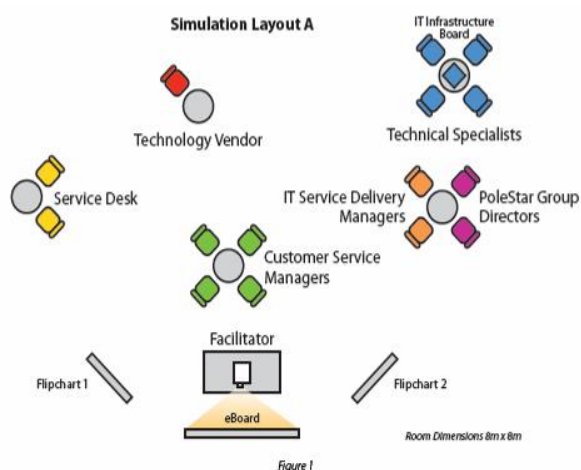 Simulation Layout A
IT Infrastructure
Board
Technology Vendor
Technical Specialists
Service Desk
IT Service Delivery
Managers
PoleStar Group
Directors
Customer Service
Managers
Facilitator
Flipchart 1
Flipchart 2
eBoard
Room Dimensions 8m x 8m
Figure 1